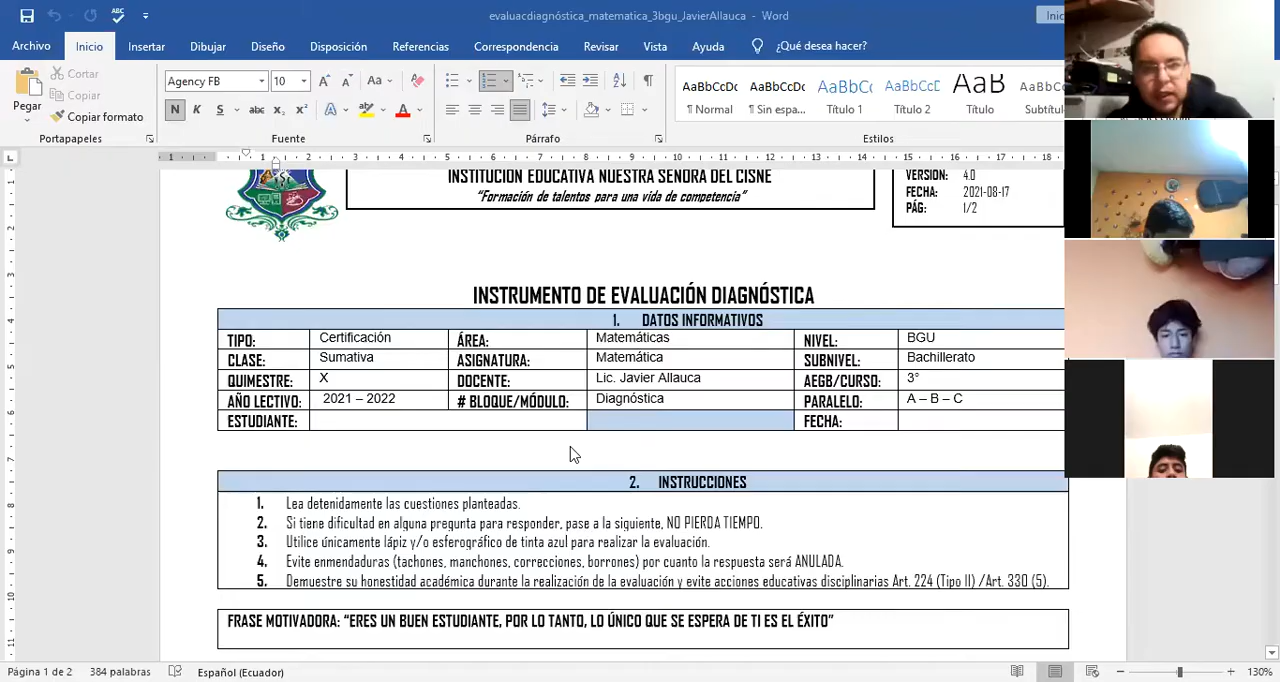 evaluacdiagnóstica_matematica_3bgu_JavierAllauca - Word
Archivo Inicio Insertar Dibujar Diseño Disposición Referencias Correspondencia Revisar Vista Ayuda ¿Qué desea hacer?
Pegar
Cortar
Copiar
Copiar formato
Portapapeles
Agency FB 10
Fuente
Párrafo
AaBbCcDc AaBbCcDc AaBbCc AaBbCcD AaB AaBbCc
¶ Normal ¶ Sin espa... Título 1 Título 2 Título Subtítul
Estilos
INSTITUCIÓN EDUCATIVA NUESTRA SEÑORA DEL CISNE
"Formación de talentos para una vida de competencia"
VERSIÓN: 4.0
FECHA: 2021-08-17
PÁG: 1/2
INSTRUMENTO DE EVALUACIÓN DIAGNÓSTICA
1. DATOS INFORMATIVOS
TIPO: Certificación ÁREA: Matemáticas NIVEL: BGU
CLASE: Sumativa ASIGNATURA: Matemática SUBNIVEL: Bachillerato
QUIMESTRE: X DOCENTE: Lic. Javier Allauca AEGB/CURSO: 3°
AÑO LECTIVO: 2021 – 2022 # BLOQUE/MÓDULO: Diagnóstica PARALELO: A – B – C
ESTUDIANTE: FECHA:
2. INSTRUCCIONES
1. Lea detenidamente las cuestiones planteadas.
2. Si tiene dificultad en alguna pregunta para responder, pase a la siguiente, NO PIERDA TIEMPO.
3. Utilice únicamente lápiz y/o esferográfico de tinta azul para realizar la evaluación.
4. Evite enmendaduras (tachones, manchones, correcciones, borrones) por cuanto la respuesta será ANULADA.
5. Demuestre su honestidad académica durante la realización de la evaluación y evite acciones educativas disciplinarias Art. 224 (Tipo II) /Art. 330 (5).
FRASE MOTIVADORA: "ERES UN BUEN ESTUDIANTE, POR LO TANTO, LO ÚNICO QUE SE ESPERA DE TI ES EL ÉXITO"
Página 1 de 2 384 palabras Español (Ecuador) 130%